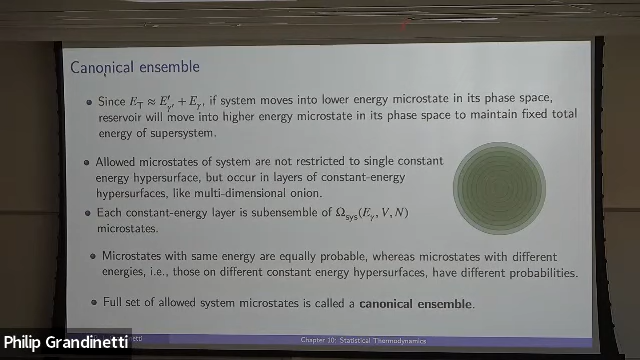 Canonical ensemble
Since E_T ≈ E′_γ′ + E_γ, if system moves into lower energy microstate in its phase space,
reservoir will move into higher energy microstate in its phase space to maintain fixed total
energy of supersystem.
Allowed microstates of system are not restricted to single constant
energy hypersurface, but occur in layers of constant-energy
hypersurfaces, like multi-dimensional onion.
Each constant-energy layer is subensemble of Ω_sys(E_γ, V, N)
microstates.
Microstates with same energy are equally probable, whereas microstates with different
energies, i.e., those on different constant energy hypersurfaces, have different probabilities.
Full set of allowed system microstates is called a canonical ensemble.
Chapter 10: Statistical Thermodynamics
Philip Grandinetti